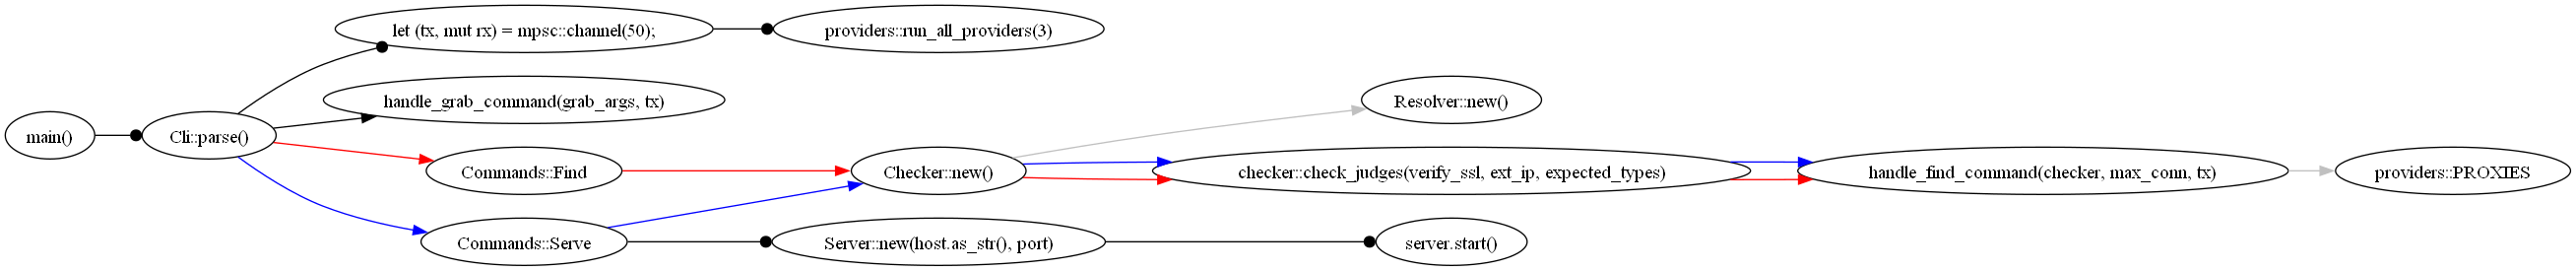 main()
Cli::parse()
let (tx, mut rx) = mpsc::channel(50);
providers::run_all_providers(3)
handle_grab_command(grab_args, tx)
Commands::Find
Commands::Serve
Checker::new()
Server::new(host.as_str(), port)
Resolver::new()
checker::check_judges(verify_ssl, ext_ip, expected_types)
server.start()
handle_find_command(checker, max_conn, tx)
providers::PROXIES